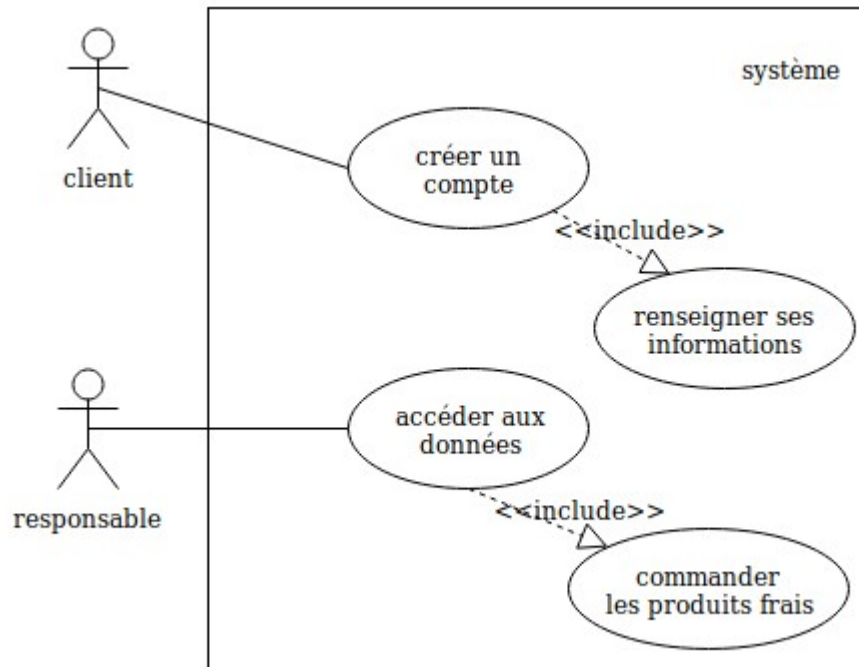 système
client
créer un
compte
<<include>>
renseigner ses
informations
responsable
accéder aux
données
<<include>>
commander
les produits frais